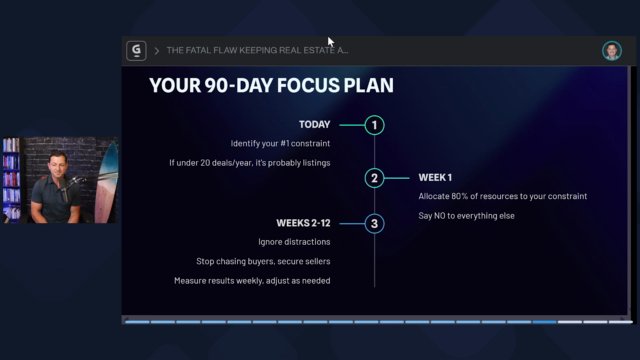 G
THE FATAL FLAW KEEPING REAL ESTATE A...
YOUR 90-DAY FOCUS PLAN
TODAY
1
Identify your #1 constraint
If under 20 deals/year, it's probably listings
2
WEEK 1
Allocate 80% of resources to your constraint
Say NO to everything else
WEEKS 2-12
3
Ignore distractions
Stop chasing buyers, secure sellers
Measure results weekly, adjust as needed